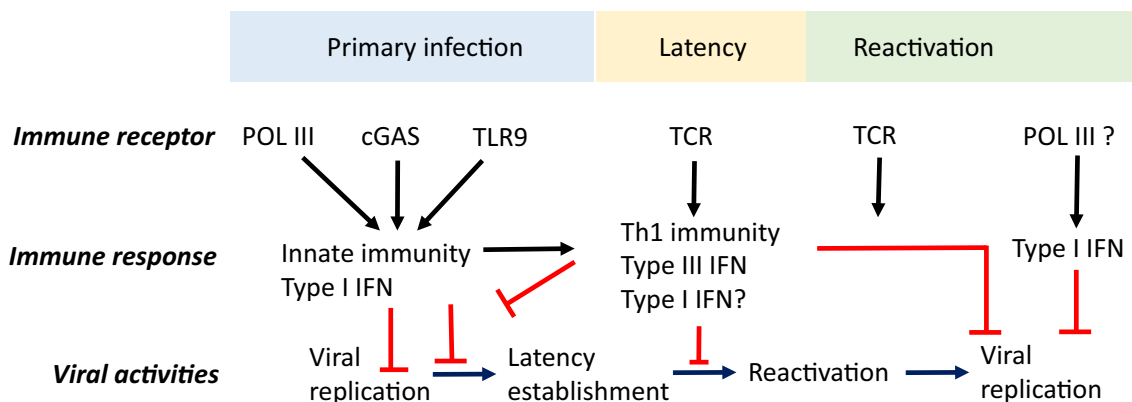 Primary infection Latency Reactivation
Immune receptor POL III cGAS TLR9 TCR TCR POL III ?
Immune response Innate immunity
Type I IFN
Th1 immunity
Type III IFN
Type I IFN?
Type I IFN
Viral activities Viral
replication
Latency
establishment
Reactivation
Viral
replication